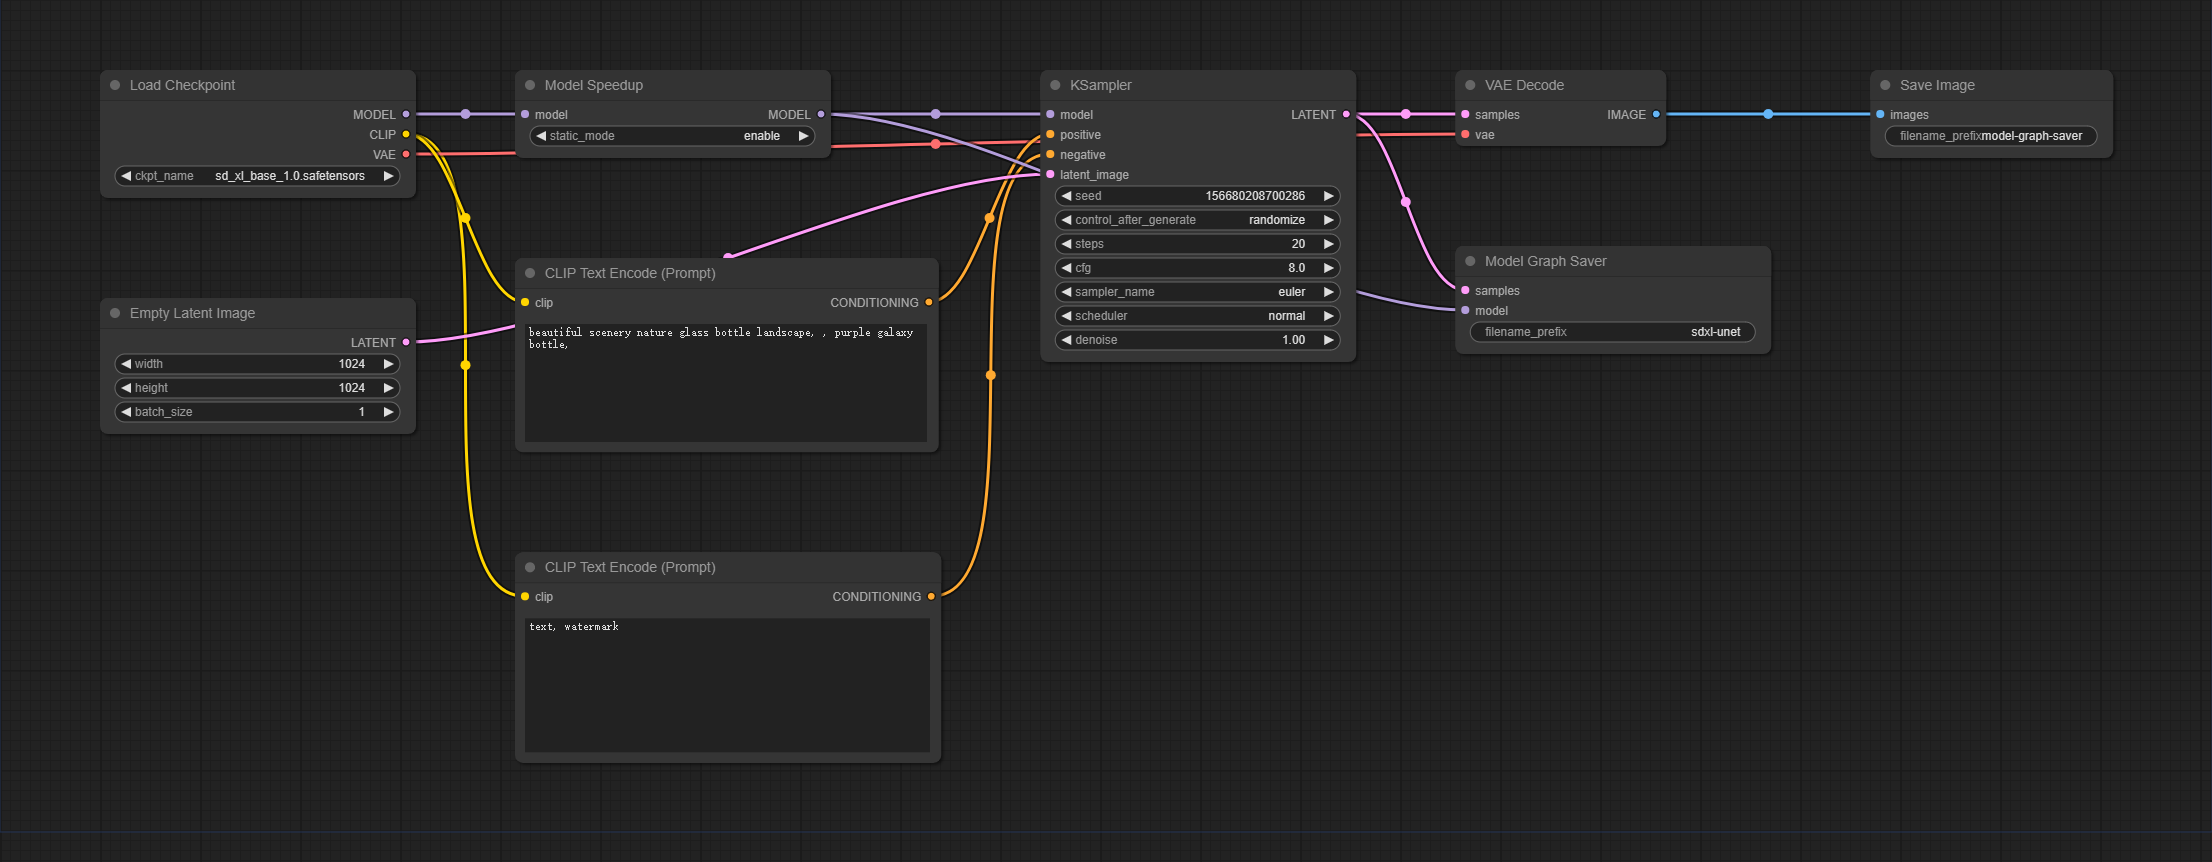 Load Checkpoint
MODEL
CLIP
VAE
ckpt_name sd_xl_base_1.0.safetensors
Empty Latent Image
LATENT
width 1024
height 1024
batch_size 1
Model Speedup
model MODEL
static_mode enable
CLIP Text Encode (Prompt)
clip CONDITIONING
beautiful scenery nature glass bottle landscape, , purple galaxy
bottle,
CLIP Text Encode (Prompt)
clip CONDITIONING
text, watermark
KSampler
model LATENT
positive
negative
latent_image
seed 156680208700286
control_after_generate randomize
steps 20
cfg 8.0
sampler_name euler
scheduler normal
denoise 1.00
VAE Decode
samples IMAGE
vae
Model Graph Saver
samples
model
filename_prefix sdxl-unet
Save Image
images
filename_prefix model-graph-saver